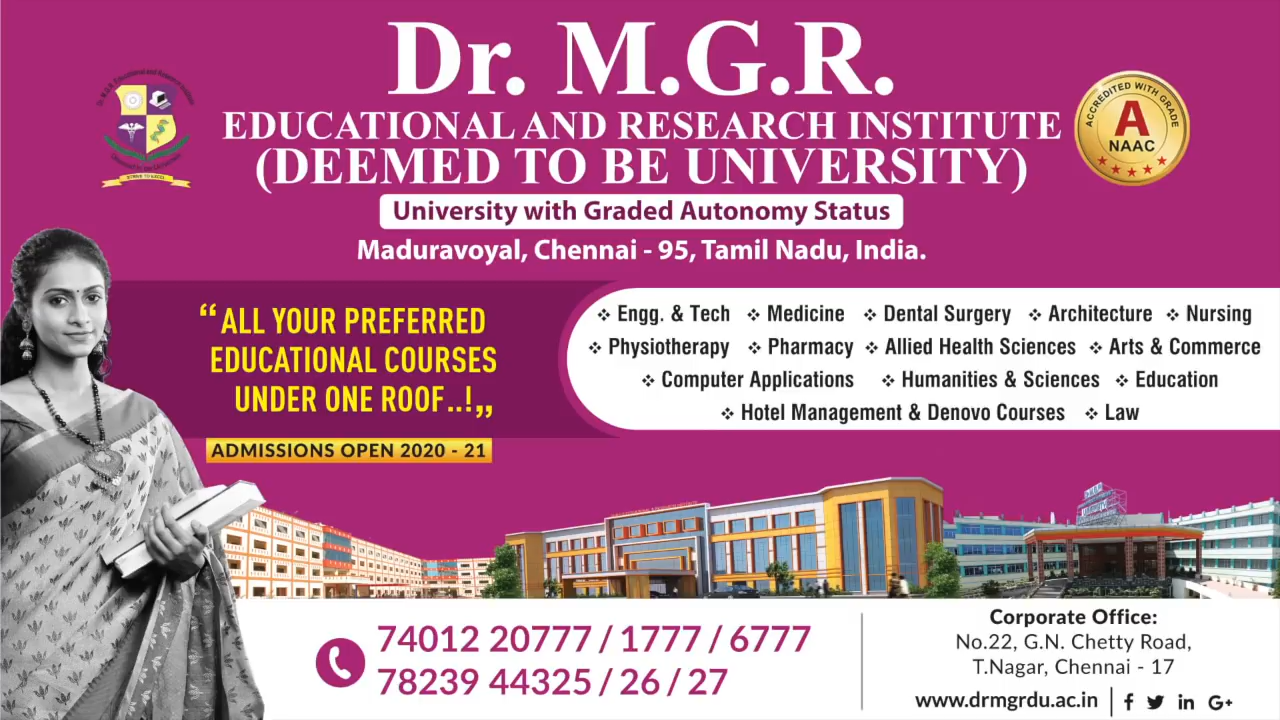 Dr. M.G.R.
EDUCATIONAL AND RESEARCH INSTITUTE
(DEEMED TO BE UNIVERSITY)
University with Graded Autonomy Status
Maduravoyal, Chennai - 95, Tamil Nadu, India.
ACCREDITED WITH GRADE
A
NAAC
STRIVE TO EXCEL
“ ALL YOUR PREFERRED
EDUCATIONAL COURSES
UNDER ONE ROOF..!„
ADMISSIONS OPEN 2020 - 21
❖ Engg. & Tech ❖ Medicine ❖ Dental Surgery ❖ Architecture ❖ Nursing
❖ Physiotherapy ❖ Pharmacy ❖ Allied Health Sciences ❖ Arts & Commerce
❖ Computer Applications ❖ Humanities & Sciences ❖ Education
❖ Hotel Management & Denovo Courses ❖ Law
74012 20777 / 1777 / 6777
78239 44325 / 26 / 27
Corporate Office:
No.22, G.N. Chetty Road,
T.Nagar, Chennai - 17
www.drmgrdu.ac.in